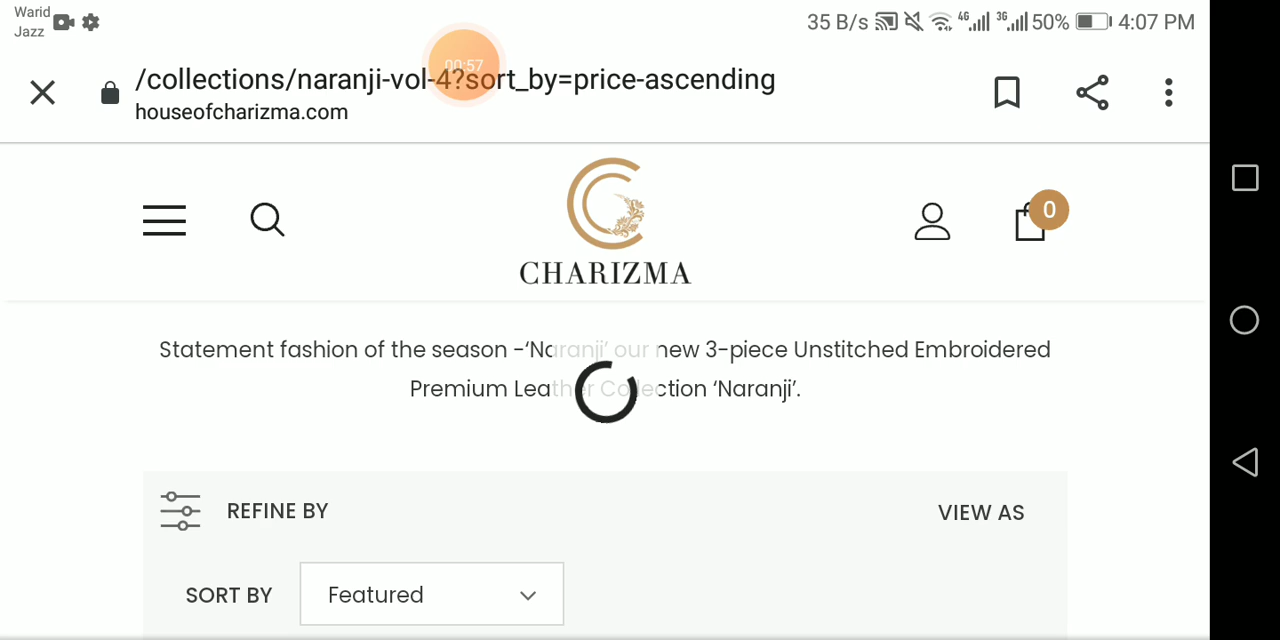 Warid
Jazz
35 B/s 4G 3G 50% 4:07 PM
00:57
/collections/naranji-vol-4?sort_by=price-ascending
houseofcharizma.com
0
CHARIZMA
Statement fashion of the season -‘Naranji’ our new 3-piece Unstitched Embroidered
Premium Leather Collection ‘Naranji’.
REFINE BY
VIEW AS
SORT BY
Featured